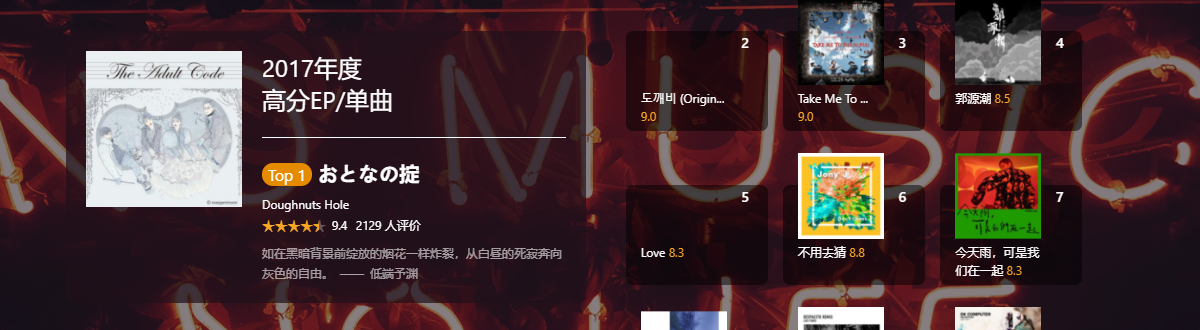 The Adult Code
2017年度
高分EP/单曲
Top 1 おとなの掟
Doughnuts Hole
9.4 2129 人评价
如在黑暗背景前绽放的烟花一样炸裂，从白昼的死寂奔向
灰色的自由。 —— 低端予渊
2
도깨비 (Origin...
9.0
3
TAKE ME TO
Take Me To ...
9.0
4
郭源潮
郭源潮 8.5
5
Love 8.3
6
Jony J
不用去猜 8.8
7
今天雨，可是我
们在一起 8.3
MUSIC